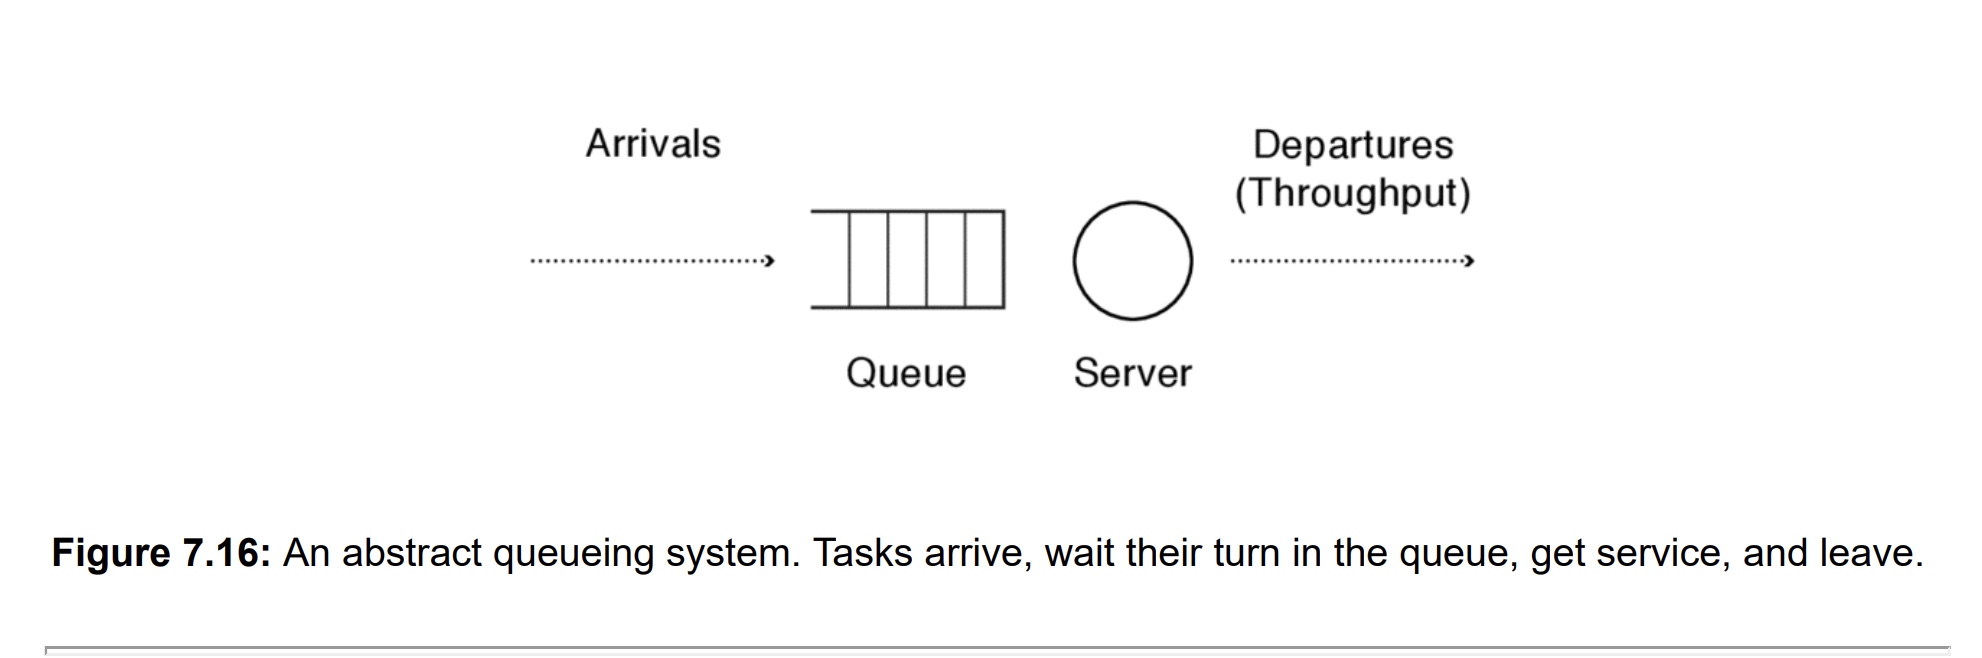 Arrivals
Departures
(Throughput)
Queue
Server
Figure 7.16: An abstract queueing system. Tasks arrive, wait their turn in the queue, get service, and leave.